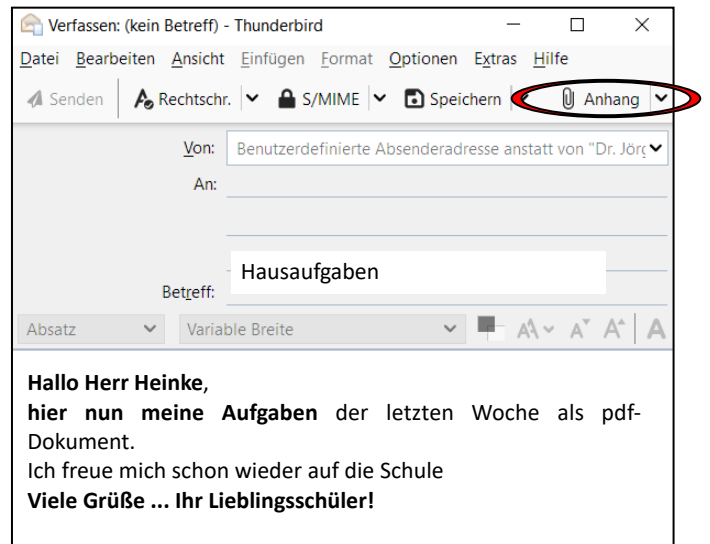 Verfassen: (kein Betreff) - Thunderbird
Datei Bearbeiten Ansicht Einfügen Format Optionen Extras Hilfe
Senden Rechtschr. S/MIME Speichern Anhang
Von: Benutzerdefinierte Absenderadresse anstatt von "Dr. Jörg
An:
Hausaufgaben
Betreff:
Absatz Variable Breite
Hallo Herr Heinke,
hier nun meine Aufgaben der letzten Woche als pdf-
Dokument.
Ich freue mich schon wieder auf die Schule
Viele Grüße ... Ihr Lieblingsschüler!